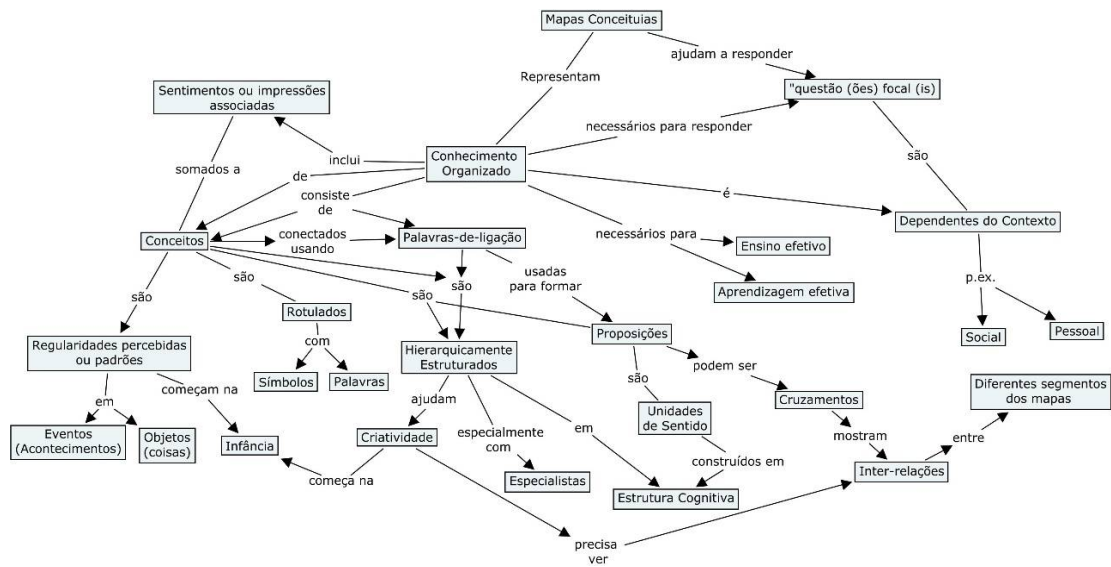 Mapas Conceituias
ajudam a responder
Representam
Sentimentos ou impressões
associadas
"questão (ões) focal (is)
necessários para responder
Conhecimento
Organizado
inclui
são
somados a
de
consiste
de
é
Dependentes do Contexto
Conceitos
conectados
usando
Palavras-de-ligação
necessários para
Ensino efetivo
são
são
usadas
para formar
p.ex.
Aprendizagem efetiva
são
são
Rotulados
Proposições
Social
Pessoal
Regularidades percebidas
ou padrões
com
Hierarquicamente
Estruturados
podem ser
Símbolos
Palavras
são
Diferentes segmentos
dos mapas
começam na
em
ajudam
Cruzamentos
Unidades
de Sentido
Eventos
(Acontecimentos)
Objetos
(coisas)
Infância
Criatividade
especialmente
com
em
mostram
entre
construídos em
Inter-relações
começa na
Especialistas
Estrutura Cognitiva
precisa
ver